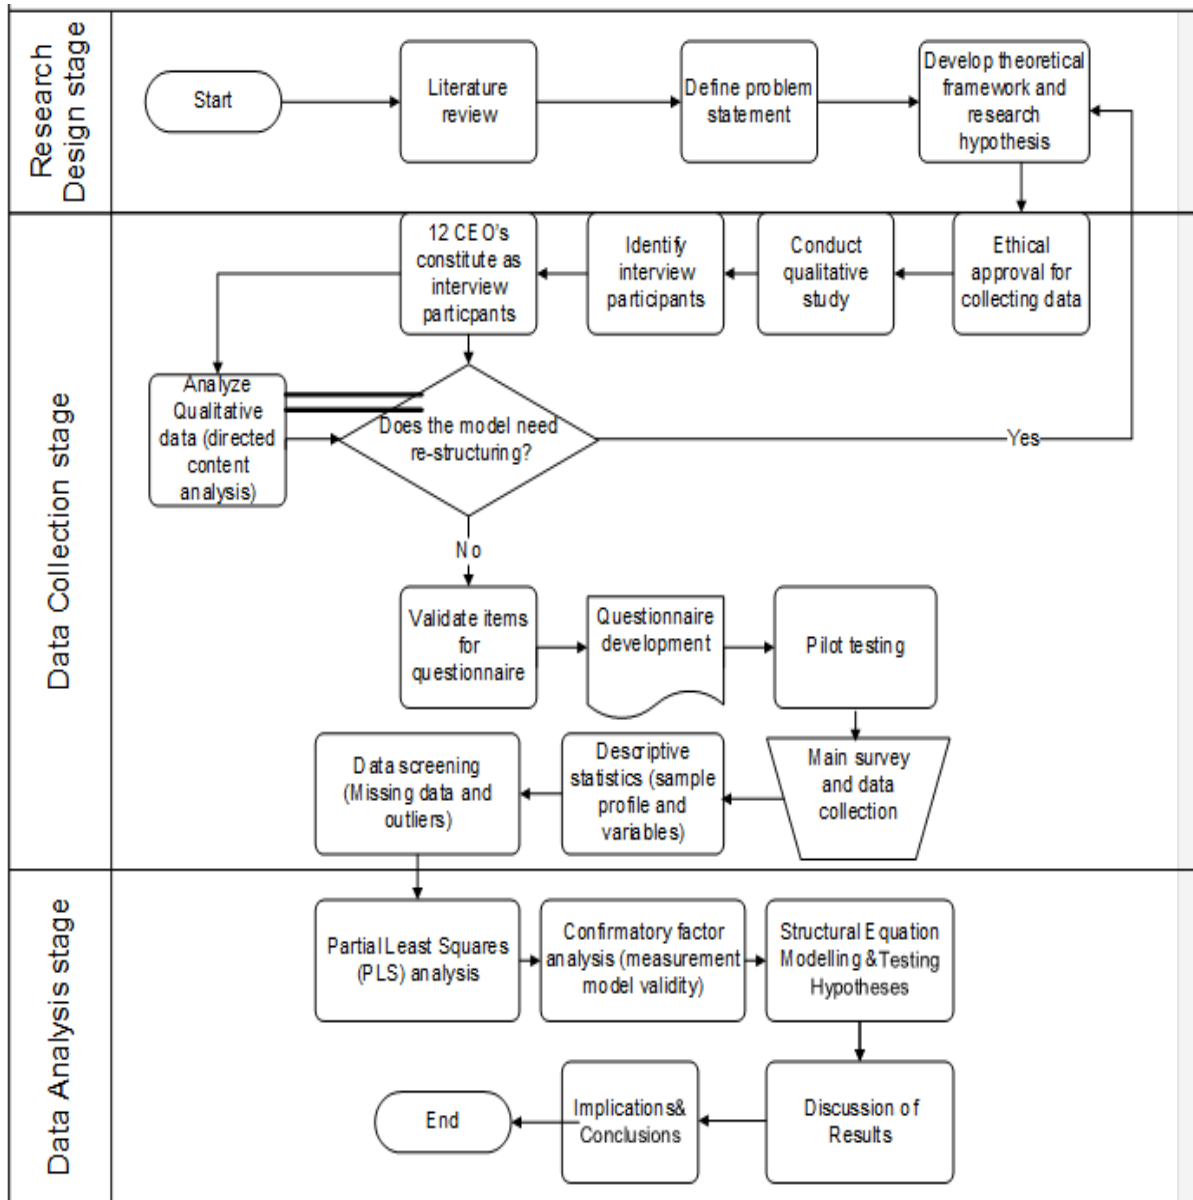 Research
Design stage
Start
Literature
review
Define problem
statement
Develop theoretical
framework and
research
hypothesis
Data Collection stage
12 CEO's
constitute as
interview
particpants
Identify
interview
participants
Conduct
qualitative
study
Ethical
approval for
collecting data
Analyze
Qualitative
data (directed
content
analysis)
Does the model need
re-structuring?
Yes
No
Validate items
for
questionnaire
Questionnaire
development
Pilot testing
Data screening
(Missing data and
outliers)
Descriptive
statistics (sample
profile and
variables)
Main survey
and data
collection
Data Analysis stage
Partial Least Squares
(PLS) analysis
Confirmatory factor
analysis (measurement
model validity)
Structural Equation
Modelling &Testing
Hypotheses
End
Implications&
Conclusions
Discussion of
Results